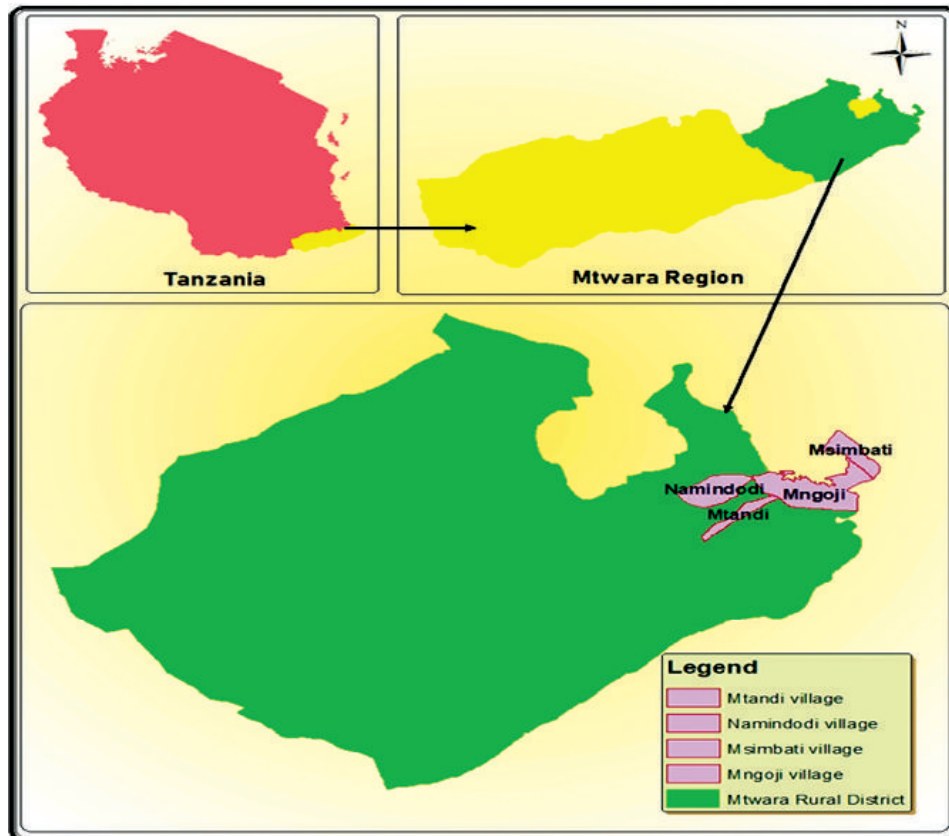 N
Tanzania
Mtwara Region
Msimbati
Namindodi
Mngoji
Mtandi
Legend
Mtandi village
Namindodi village
Msimbati village
Mngoji village
Mtwara Rural District